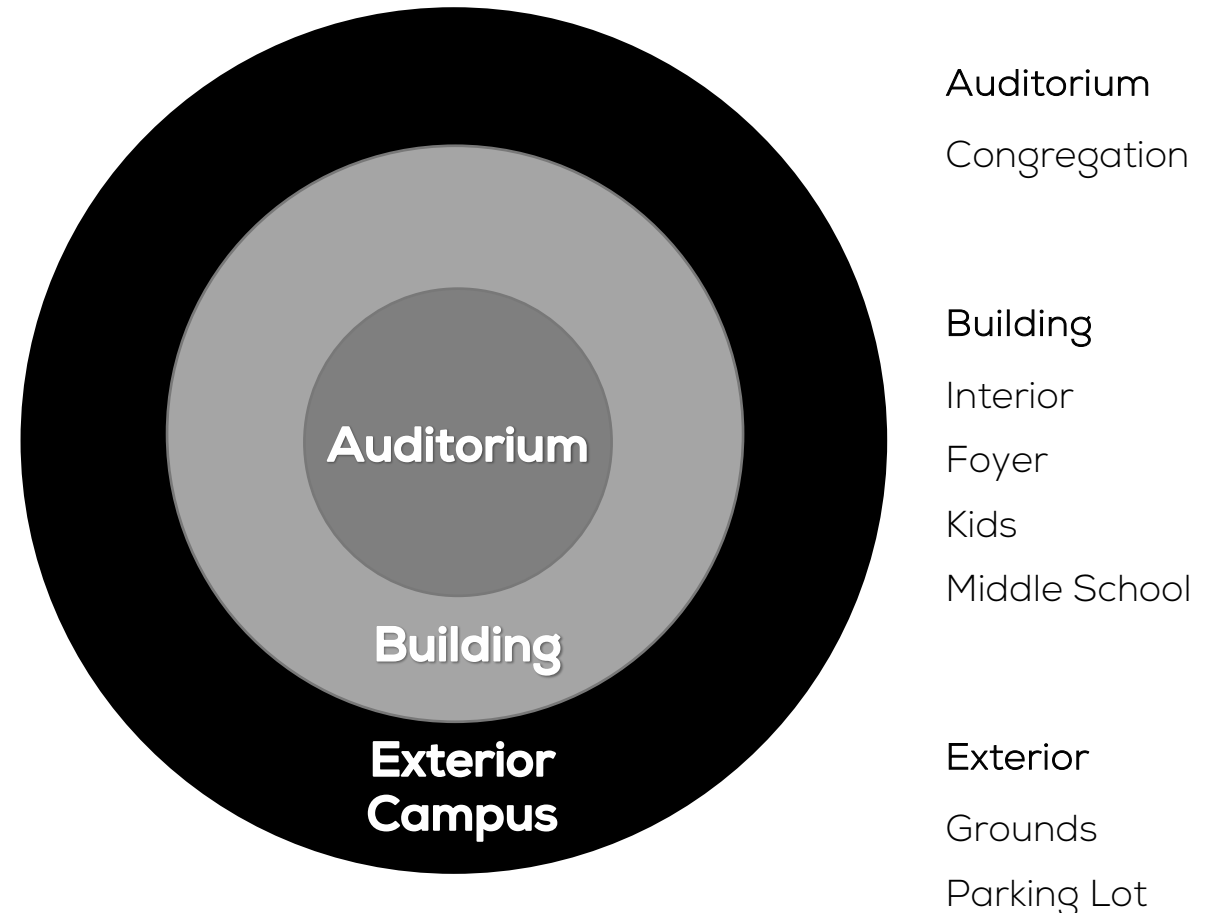 Auditorium
Building
Exterior
Campus
Auditorium
Congregation
Building
Interior
Foyer
Kids
Middle School
Exterior
Grounds
Parking Lot